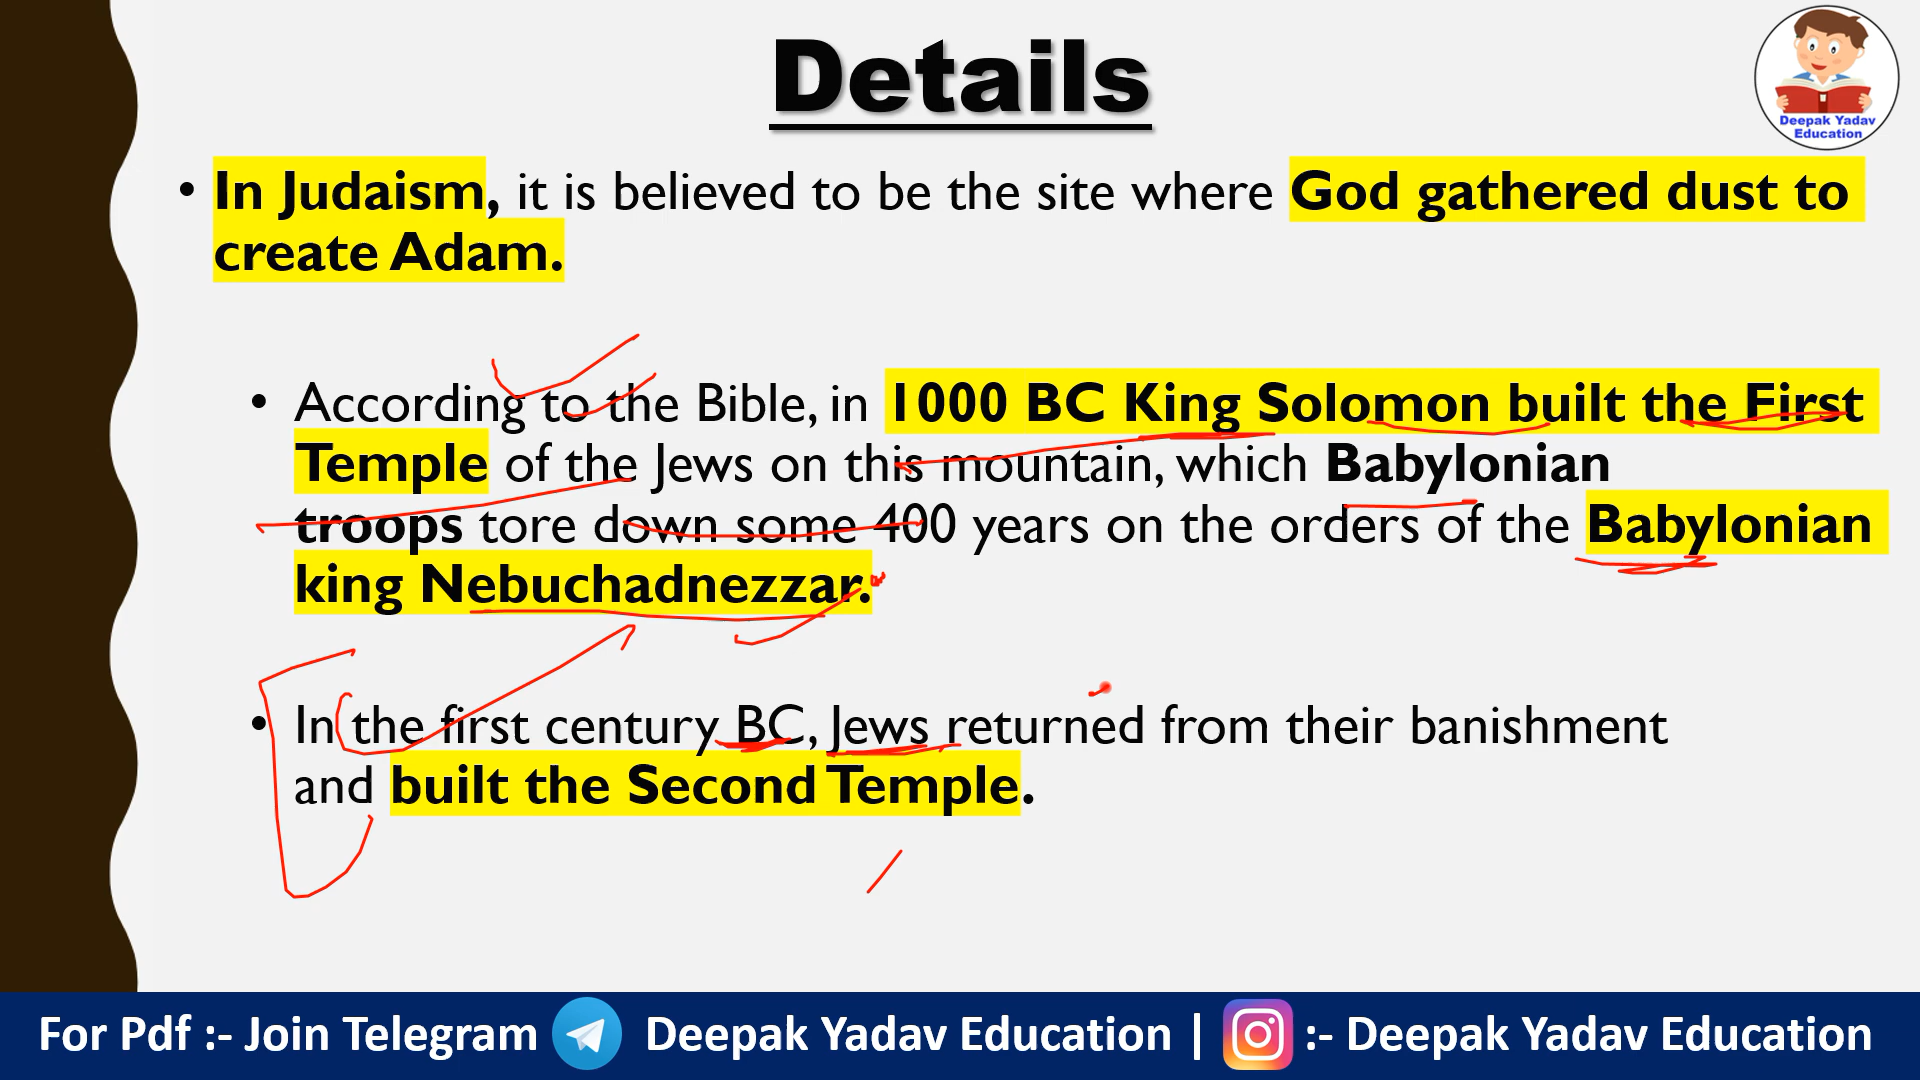 Details
Deepak Yadav
Education
• In Judaism, it is believed to be the site where God gathered dust to
create Adam.
• According to the Bible, in 1000 BC King Solomon built the First
Temple of the Jews on this mountain, which Babylonian
troops tore down some 400 years on the orders of the Babylonian
king Nebuchadnezzar.
• In the first century BC, Jews returned from their banishment
and built the Second Temple.
For Pdf :- Join Telegram Deepak Yadav Education | :- Deepak Yadav Education